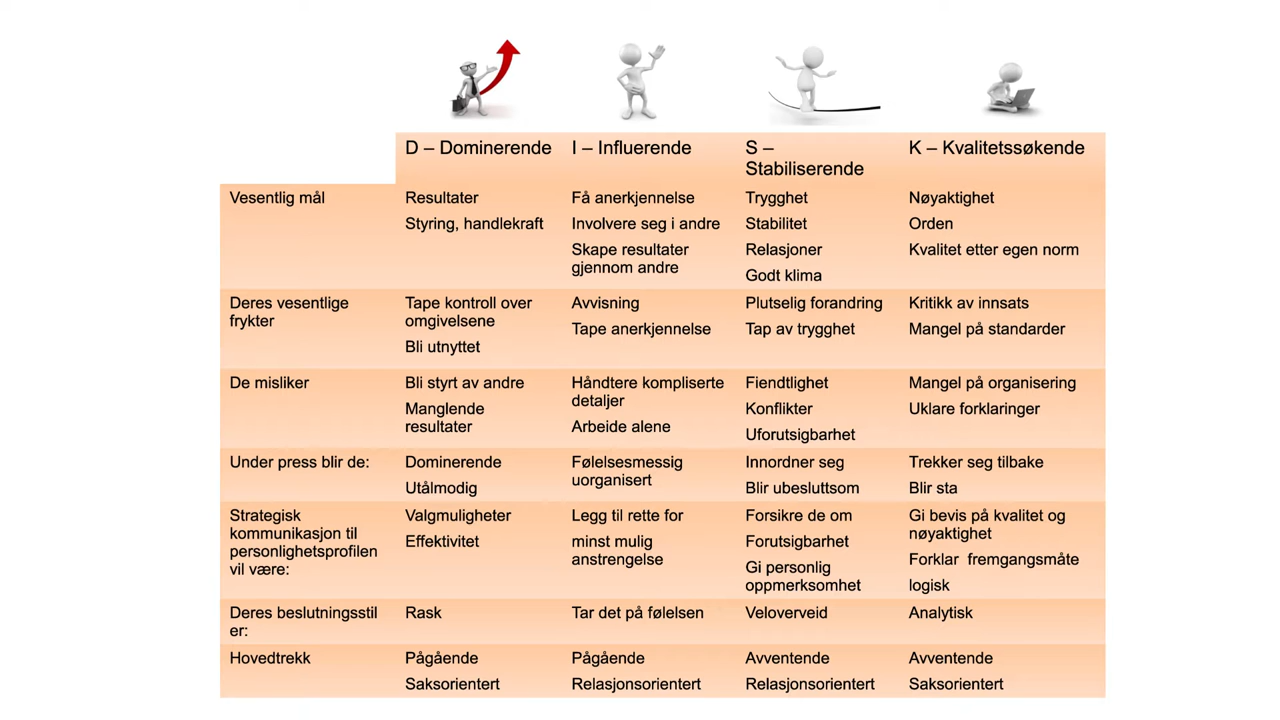 D – Dominerende
I – Influerende
S –
Stabiliserende
K – Kvalitetssøkende
Vesentlig mål
Resultater
Styring, handlekraft
Få anerkjennelse
Involvere seg i andre
Skape resultater
gjennom andre
Trygghet
Stabilitet
Relasjoner
Godt klima
Nøyaktighet
Orden
Kvalitet etter egen norm
Deres vesentlige
frykter
Tape kontroll over
omgivelsene
Bli utnyttet
Avvisning
Tape anerkjennelse
Plutselig forandring
Tap av trygghet
Kritikk av innsats
Mangel på standarder
De misliker
Bli styrt av andre
Manglende
resultater
Håndtere kompliserte
detaljer
Arbeide alene
Fiendtlighet
Konflikter
Uforutsigbarhet
Mangel på organisering
Uklare forklaringer
Under press blir de:
Dominerende
Utålmodig
Følelsesmessig
uorganisert
Innordner seg
Blir ubesluttsom
Trekker seg tilbake
Blir sta
Strategisk
kommunikasjon til
personlighetsprofilen
vil være:
Valgmuligheter
Effektivitet
Legg til rette for
minst mulig
anstrengelse
Forsikre de om
Forutsigbarhet
Gi personlig
oppmerksomhet
Gi bevis på kvalitet og
nøyaktighet
Forklar  fremgangsmåte
logisk
Deres beslutningsstil
er:
Rask
Tar det på følelsen
Veloverveid
Analytisk
Hovedtrekk
Pågående
Saksorientert
Pågående
Relasjonsorientert
Avventende
Relasjonsorientert
Avventende
Saksorientert